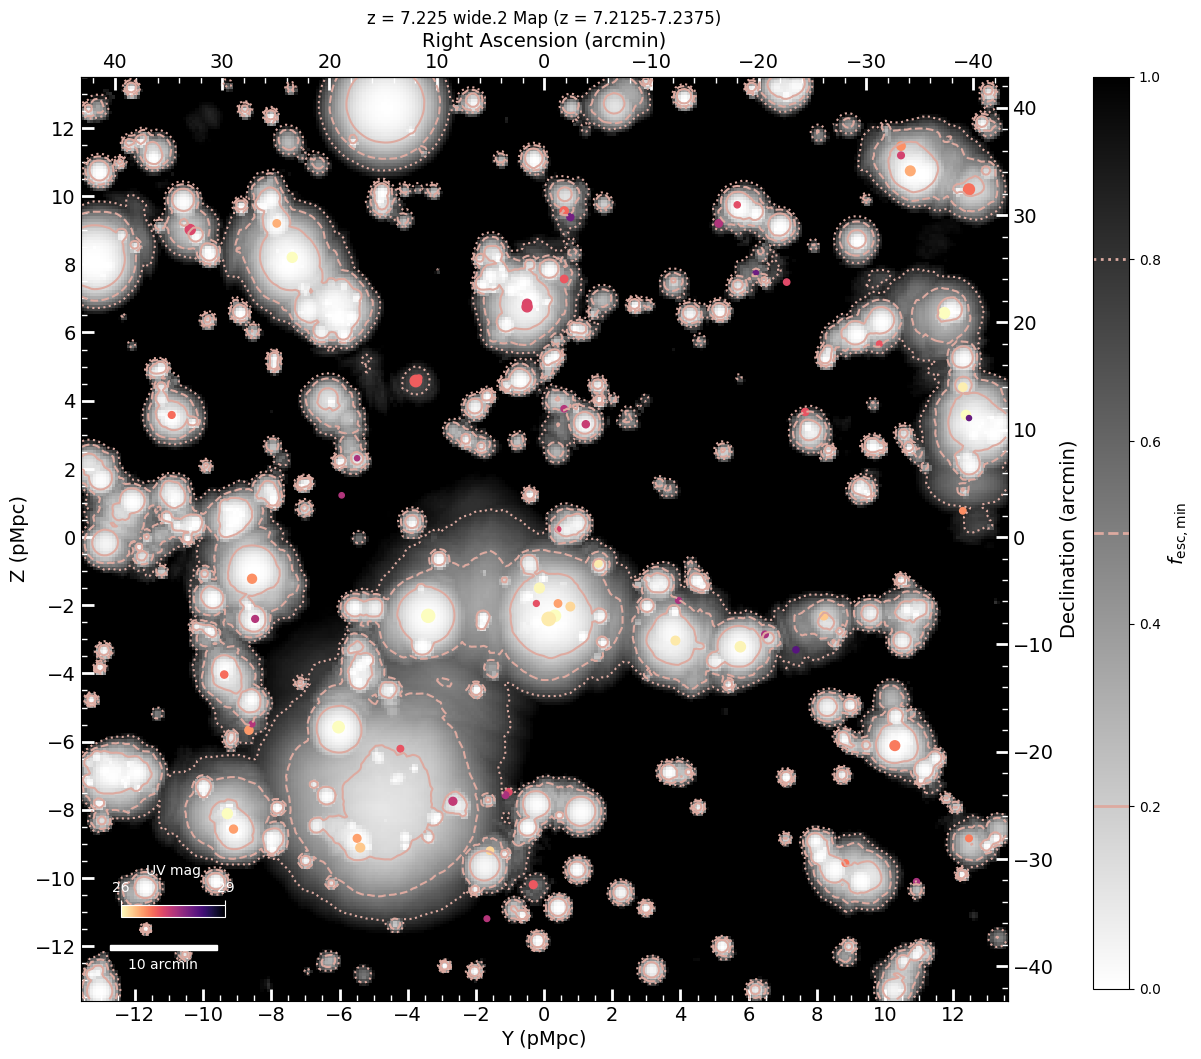 z = 7.225 wide.2 Map (z = 7.2125-7.2375)
Right Ascension (arcmin)
40 30 20 10 0 −10 −20 −30 −40
12
10
8
6
4
2
0
−2
−4
−6
−8
−10
−12
Z (pMpc)
40
30
20
10
0
−10
−20
−30
−40
Declination (arcmin)
1.0
0.8
0.6
0.4
0.2
0.0
fesc,min
UV mag
26 29
10 arcmin
−12 −10 −8 −6 −4 −2 0 2 4 6 8 10 12
Y (pMpc)